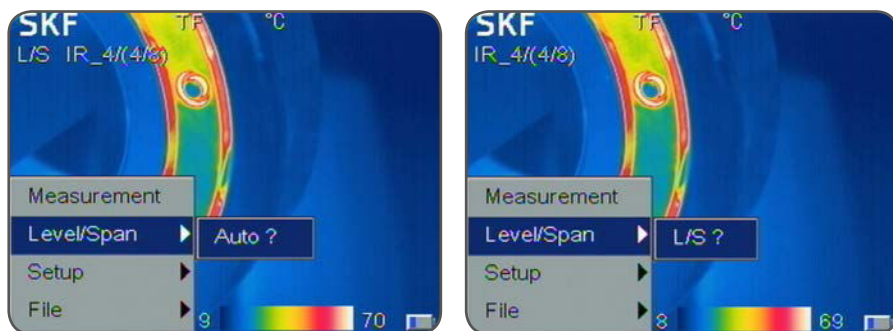 SKF TF °C
L/S IR_4/(4/8)
Measurement
Level/Span Auto ?
Setup
File
9 70
SKF TF °C
IR_4/(4/8)
Measurement
Level/Span L/S ?
Setup
File
8 69